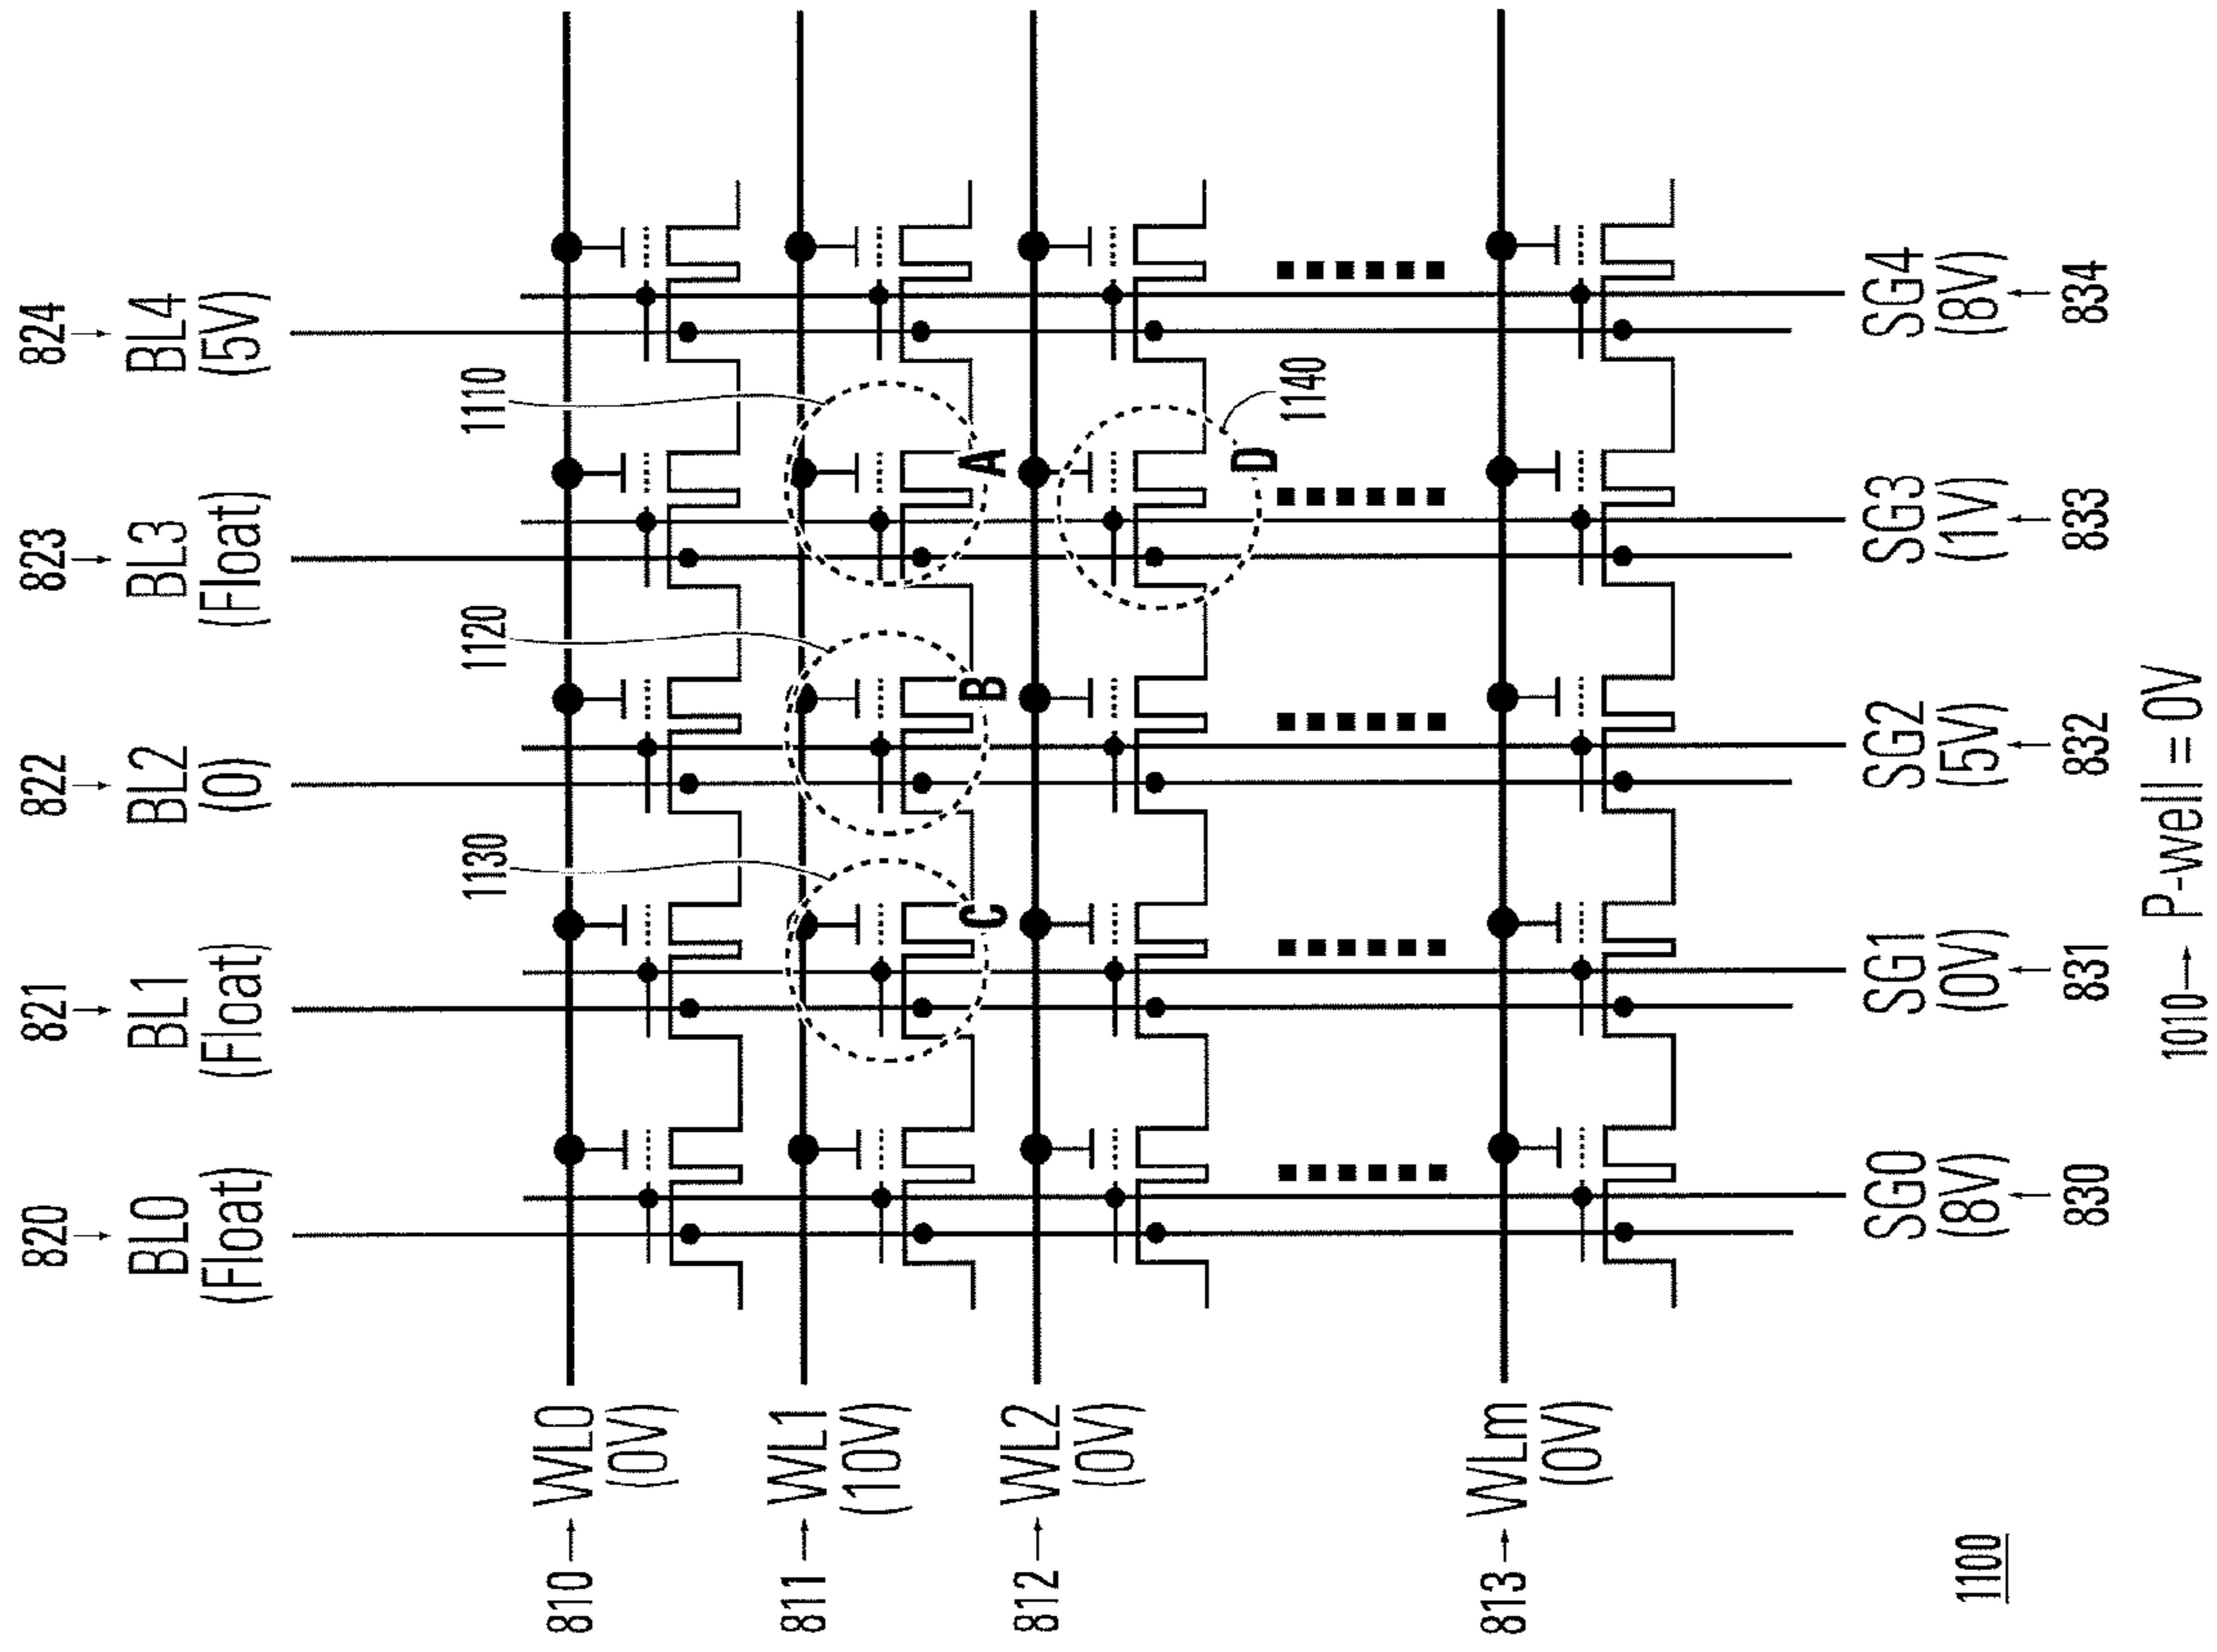 824
BL4
(5V)
823
BL3
(Float)
822
BL2
(0)
821
BL1
(Float)
820
BL0
(Float)
1110
1120
1130
1140
A
B
C
D
810
WL0
(0V)
811
WL1
(10V)
812
WL2
(0V)
813
WLm
(0V)
SG4
(8V)
834
SG3
(1V)
833
SG2
(5V)
832
SG1
(0V)
831
SG0
(8V)
830
1010
P-well = 0V
1100